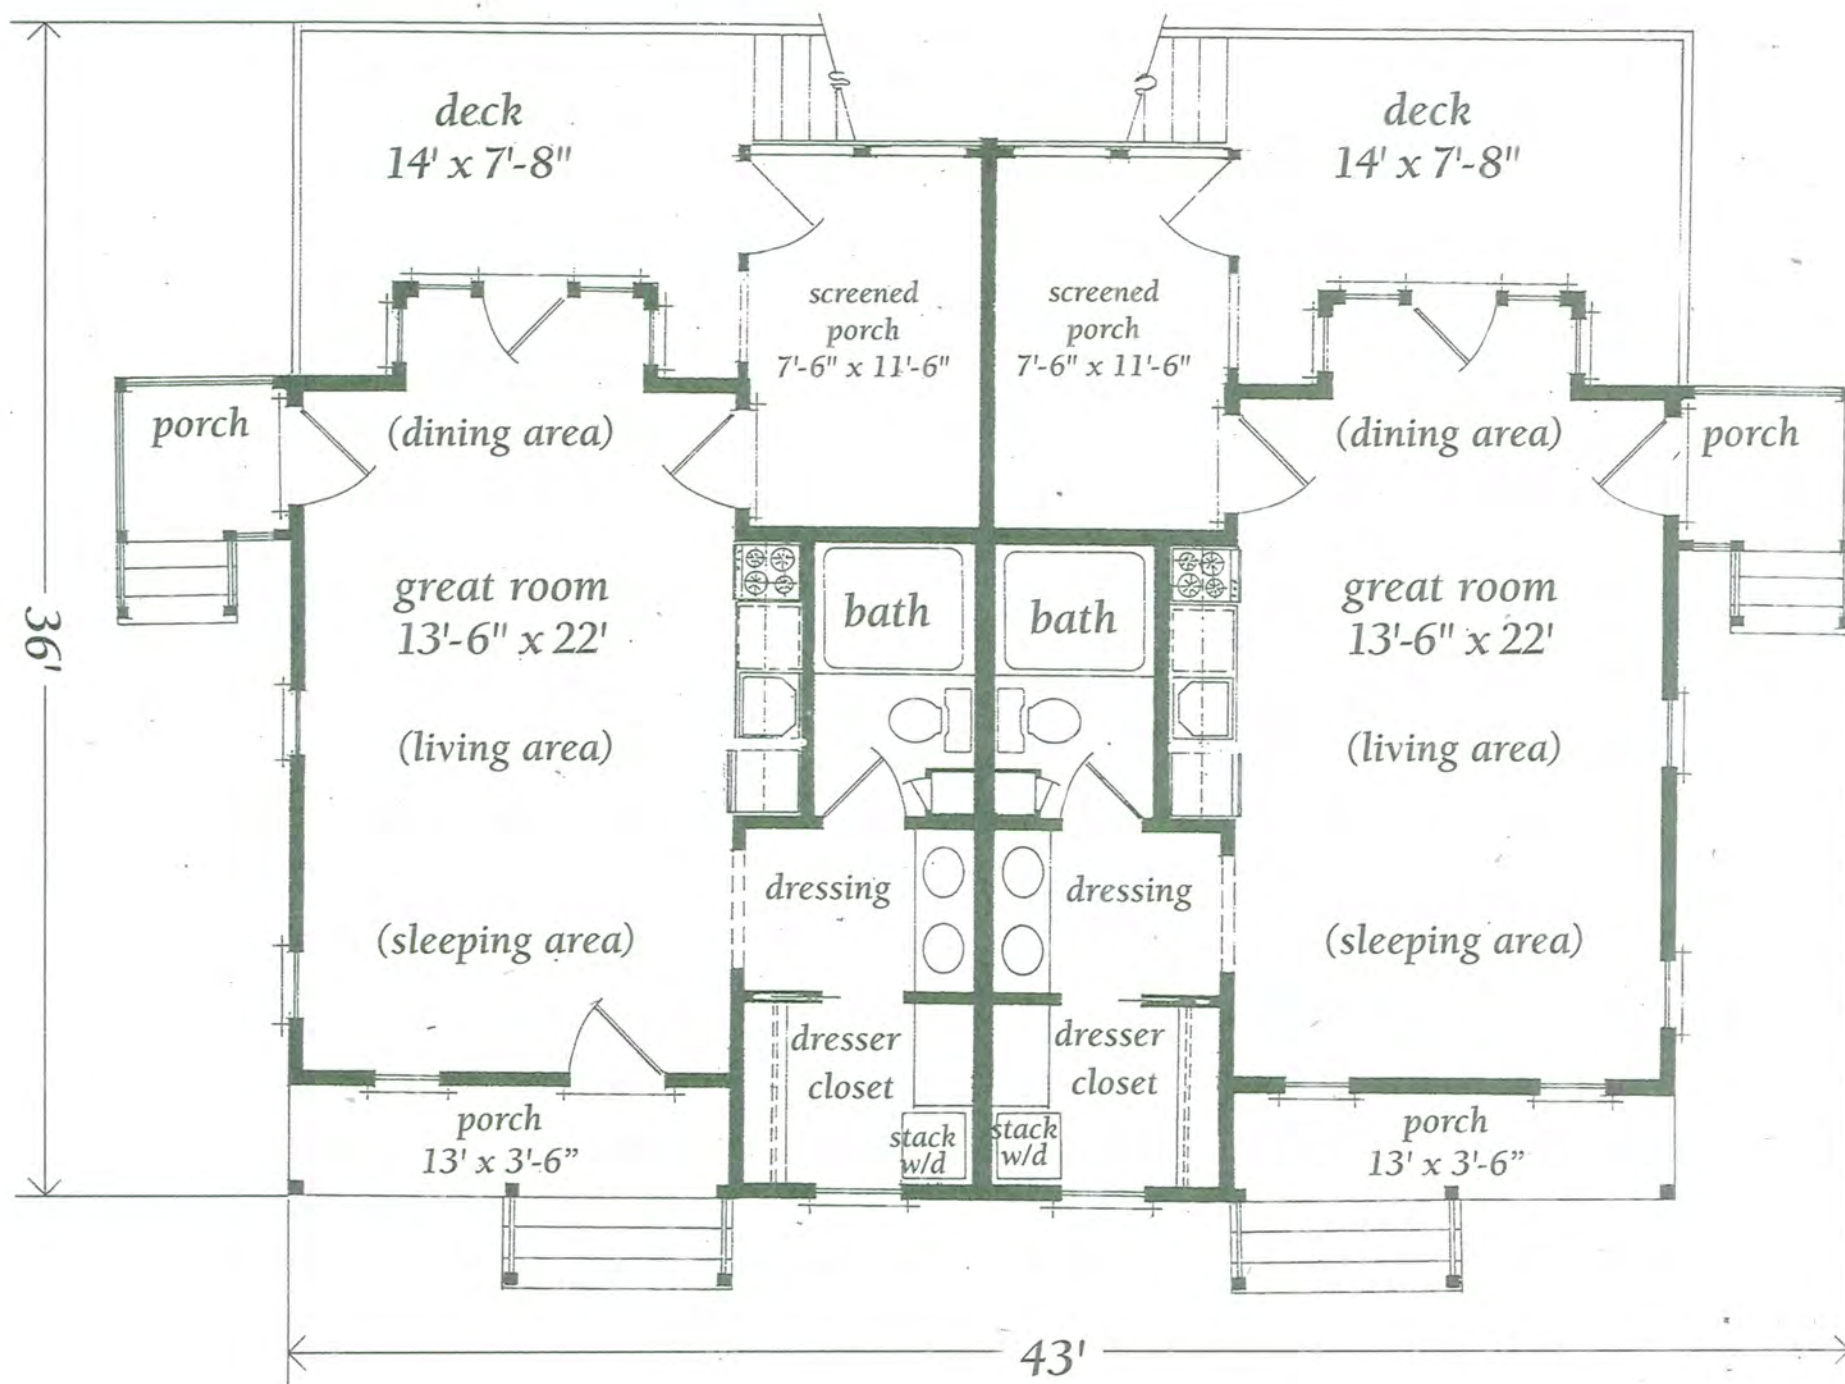 deck
14' x 7'-8"
deck
14' x 7'-8"
screened
porch
7'-6" x 11'-6"
screened
porch
7'-6" x 11'-6"
porch
(dining area)
(dining area)
porch
great room
13'-6" x 22'
bath
bath
great room
13'-6" x 22'
36'
(living area)
(living area)
dressing
dressing
(sleeping area)
(sleeping area)
dresser
closet
dresser
closet
stack
w/d
stack
w/d
porch
13' x 3'-6”
porch
13' x 3'-6”
43'